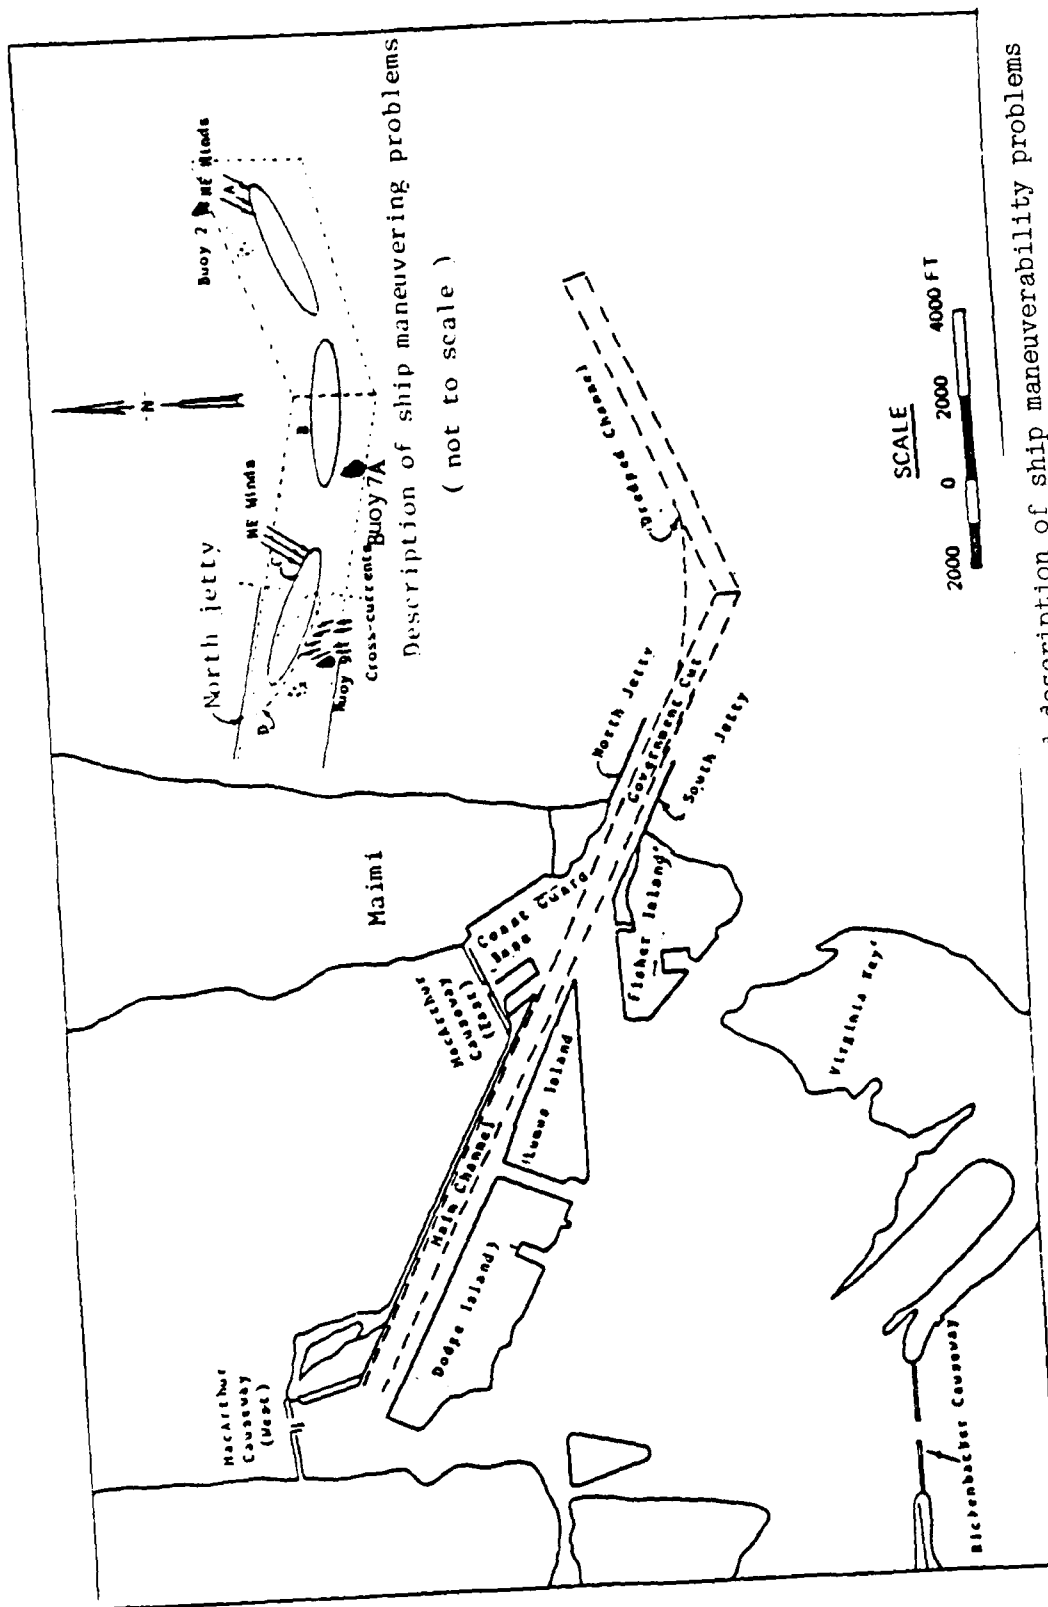 Buoy 2
NE Winds
A
N
B
NE Winds
North jetty
C
D
Buoy 7A
Buoy 9
Cross-currents
Description of ship maneuvering problems
( not to scale )
Maimi
MacArthur
Causeway
(East)
Coast Guard
Base
MacArthur
Causeway
(West)
Main Channel
Dodge Island)
(Lumus Island
Fisher Island
North Jetty
Government Cut
South Jetty
Dredged Channel
Virginia Key
Rickenbacker Causeway
SCALE
2000 0 2000 4000 FT
description of ship maneuverability problems